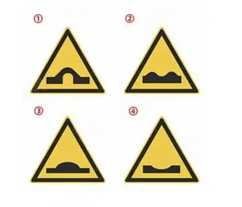 ① ②
③ ④